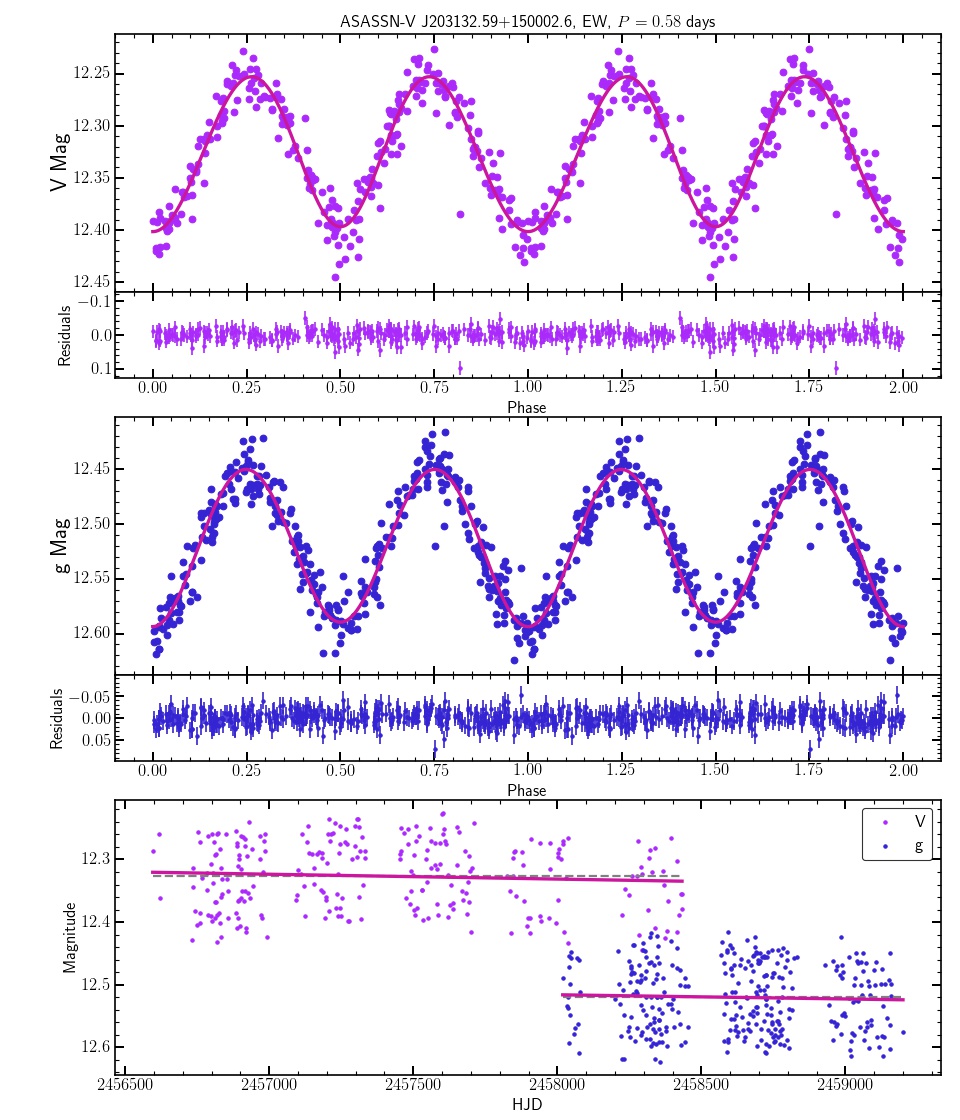 ASASSN-V J203132.59+150002.6, EW, P = 0.58 days
V Mag
12.25
12.30
12.35
12.40
12.45
Residuals
−0.1
0.0
0.1
0.00 0.25 0.50 0.75 1.00 1.25 1.50 1.75 2.00
Phase
g Mag
12.45
12.50
12.55
12.60
Residuals
−0.05
0.00
0.05
0.00 0.25 0.50 0.75 1.00 1.25 1.50 1.75 2.00
Phase
V
g
Magnitude
12.3
12.4
12.5
12.6
2456500 2457000 2457500 2458000 2458500 2459000
HJD